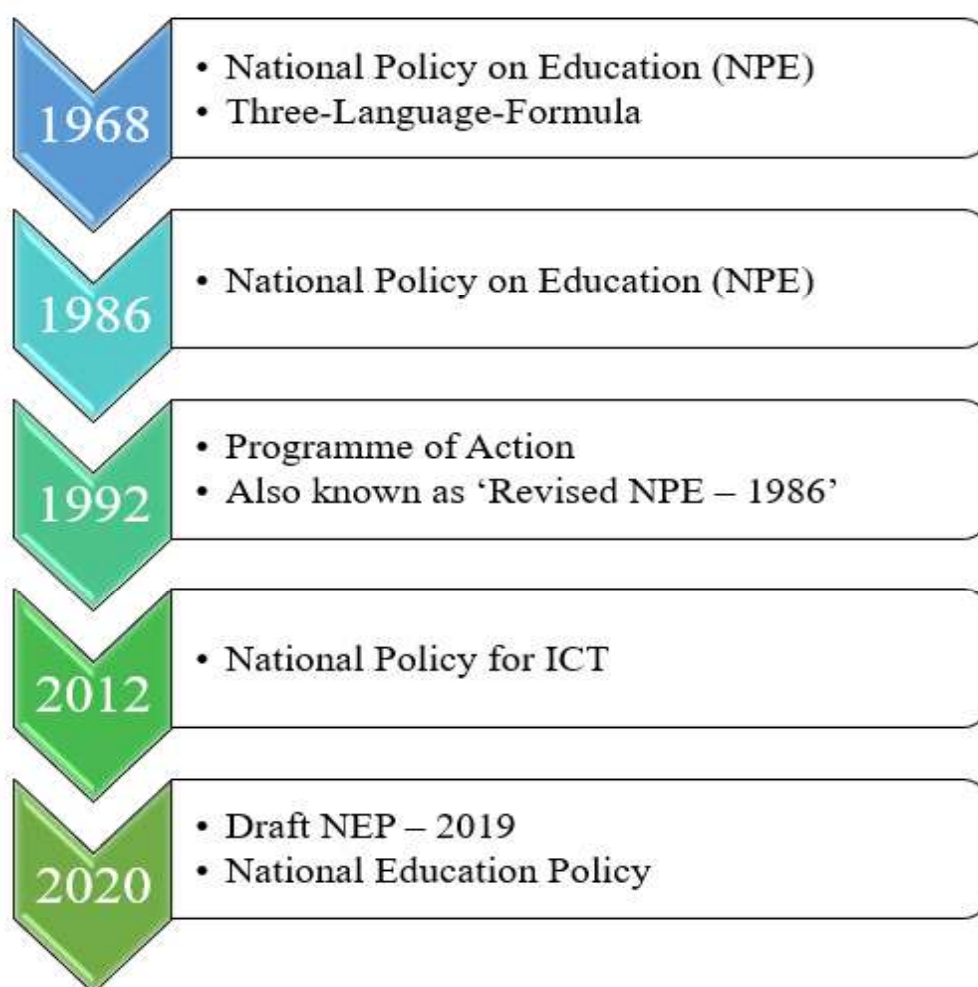 1968
• National Policy on Education (NPE)
• Three-Language-Formula
1986
• National Policy on Education (NPE)
1992
• Programme of Action
• Also known as ‘Revised NPE – 1986’
2012
• National Policy for ICT
2020
• Draft NEP – 2019
• National Education Policy